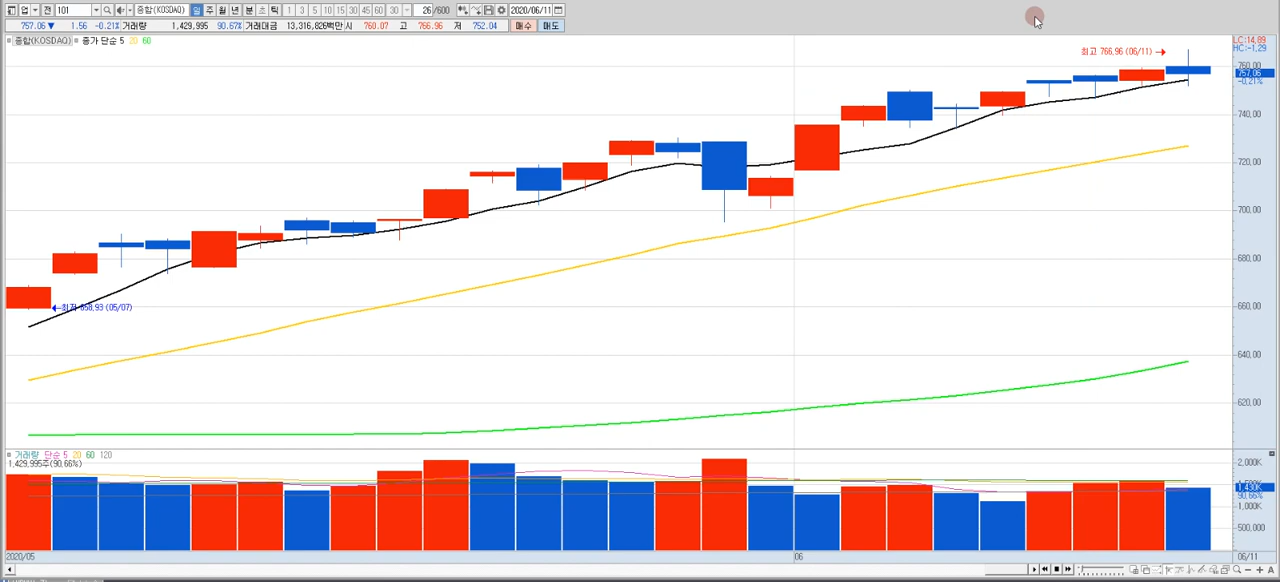 업 전 101 종합(KOSDAQ) 일 주 월 년 분 초 틱 1 3 5 10 15 30 45 60 30 26 /600 2020/06/11
757.06 ▼ 1.56 -0.21% 거래량 1,429,995 90.67% 거래대금 13,316,826백만 시 760.07 고 766.96 저 752.04 매수 매도
종합(KOSDAQ) 종가 단순 5 20 60
LC:14.89
HC:-1.29
최고 766.96 (06/11)
760.00
757.06
-0.21%
740.00
720.00
700.00
680.00
660.00
최저 658.93 (05/07)
640.00
620.00
거래량 단순 5 20 60 120
1,429,995주(90.66%)
2,000K
1,430K
90.66%
1,000K
500,000
2020/05 06 06/11